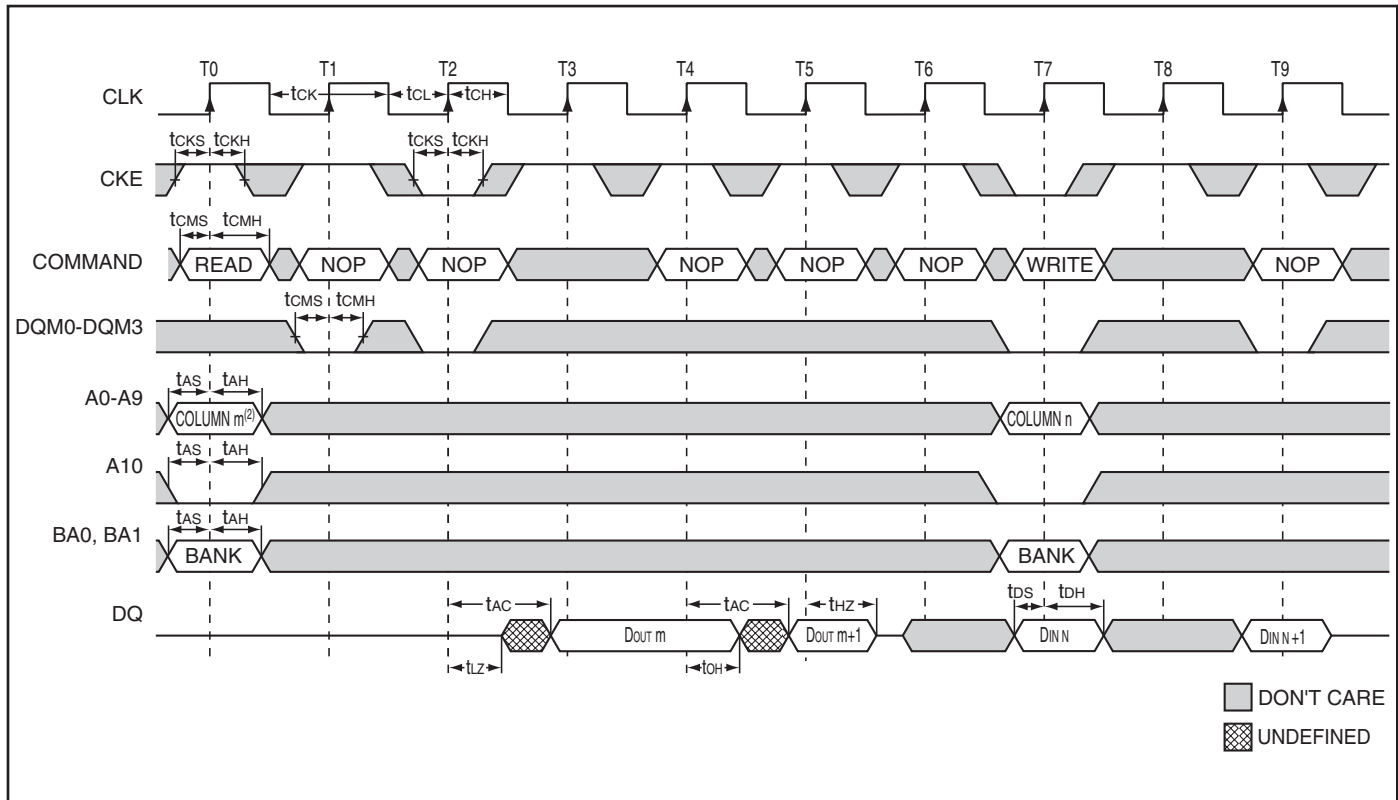 T0 T1 T2 T3 T4 T5 T6 T7 T8 T9
CLK
tCK tCL tCH
tCKS tCKH tCKS tCKH
CKE
tCMS tCMH
COMMAND READ NOP NOP NOP NOP NOP WRITE NOP
tCMS tCMH
DQM0-DQM3
tAS tAH
A0-A9 COLUMN m(2) COLUMN n
tAS tAH
A10
tAS tAH
BA0, BA1 BANK BANK
tAC tAC tHZ tDS tDH
DQ DOUT m DOUT m+1 DIN N DIN N+1
tLZ tOH
DON'T CARE
UNDEFINED